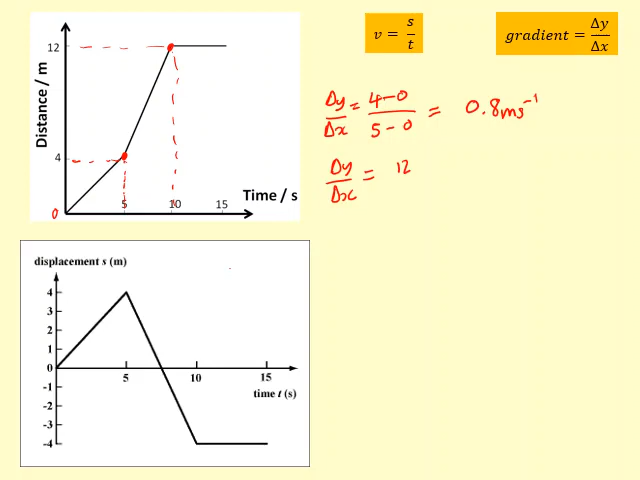 v = s/t
gradient = Δy/Δx
Distance / m
12
4
0
5 10 15
Time / s
Δy/Δx = 4-0/5-0 = 0.8ms⁻¹
Δy/Δx = 12
displacement s (m)
4
3
2
1
0
-1
-2
-3
-4
5 10 15
time t (s)